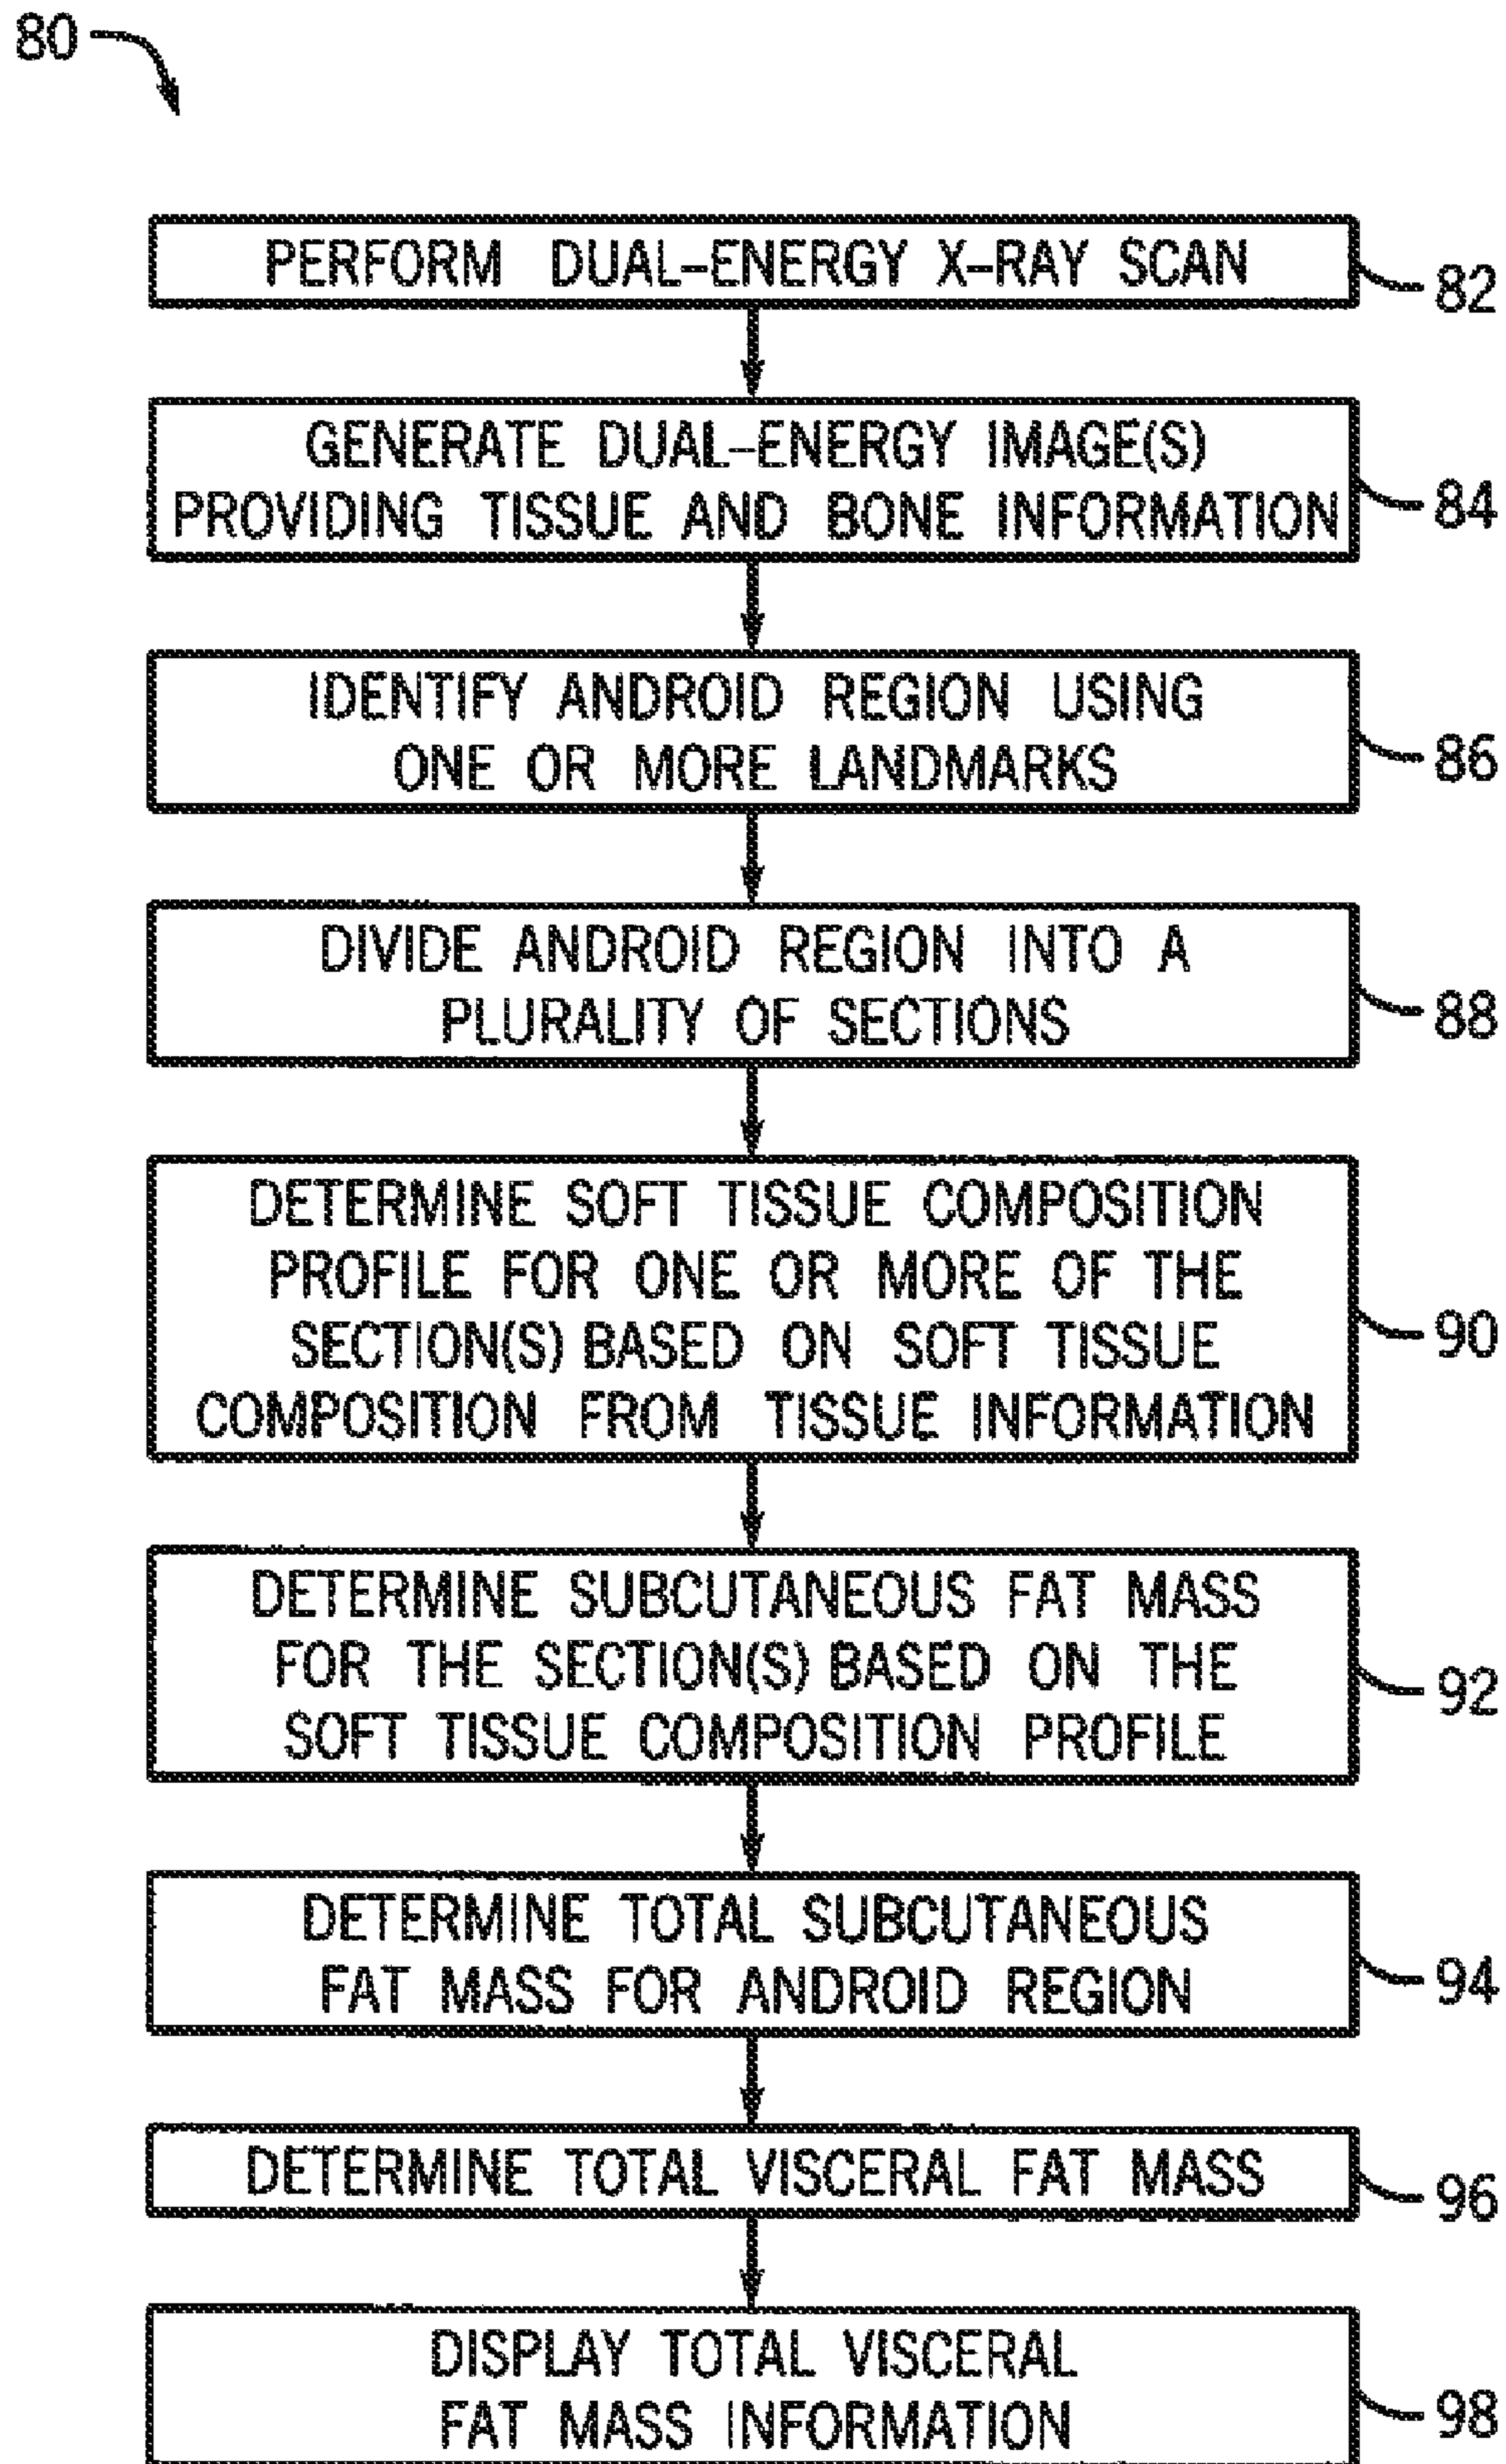 80
PERFORM DUAL-ENERGY X-RAY SCAN
82
GENERATE DUAL-ENERGY IMAGE(S)
PROVIDING TISSUE AND BONE INFORMATION
84
IDENTIFY ANDROID REGION USING
ONE OR MORE LANDMARKS
86
DIVIDE ANDROID REGION INTO A
PLURALITY OF SECTIONS
88
DETERMINE SOFT TISSUE COMPOSITION
PROFILE FOR ONE OR MORE OF THE
SECTION(S) BASED ON SOFT TISSUE
COMPOSITION FROM TISSUE INFORMATION
90
DETERMINE SUBCUTANEOUS FAT MASS
FOR THE SECTION(S) BASED ON THE
SOFT TISSUE COMPOSITION PROFILE
92
DETERMINE TOTAL SUBCUTANEOUS
FAT MASS FOR ANDROID REGION
94
DETERMINE TOTAL VISCERAL FAT MASS
96
DISPLAY TOTAL VISCERAL
FAT MASS INFORMATION
98